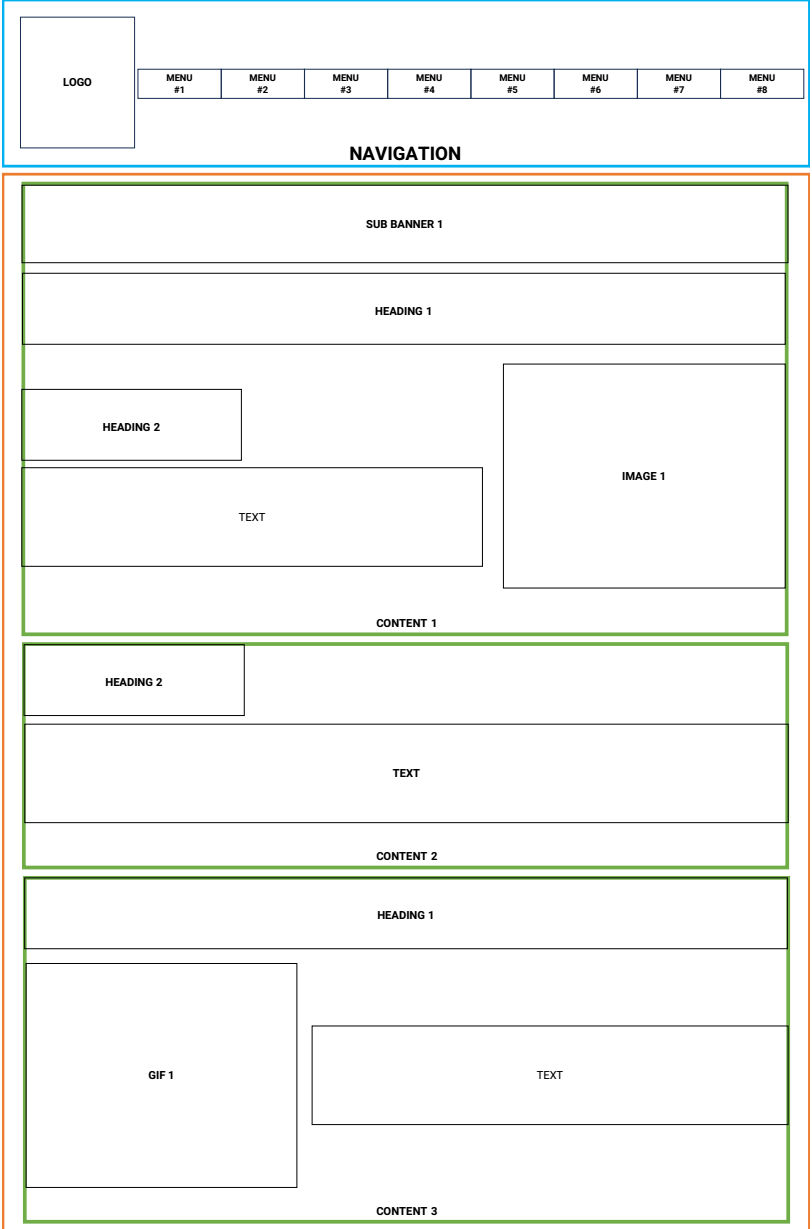 LOGO
MENU
#1
MENU
#2
MENU
#3
MENU
#4
MENU
#5
MENU
#6
MENU
#7
MENU
#8
NAVIGATION
SUB BANNER 1
HEADING 1
HEADING 2
IMAGE 1
TEXT
CONTENT 1
HEADING 2
TEXT
CONTENT 2
HEADING 1
GIF 1
TEXT
CONTENT 3